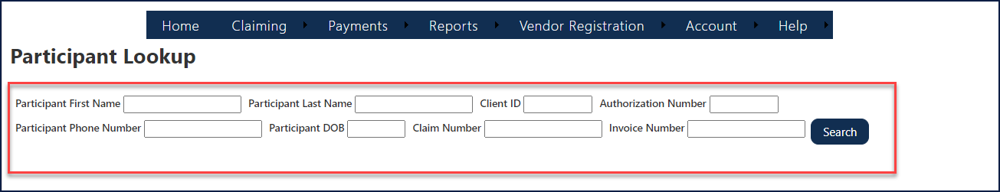 Home Claiming Payments Reports Vendor Registration Account Help
Participant Lookup
Participant First Name Participant Last Name Client ID Authorization Number
Participant Phone Number Participant DOB Claim Number Invoice Number Search